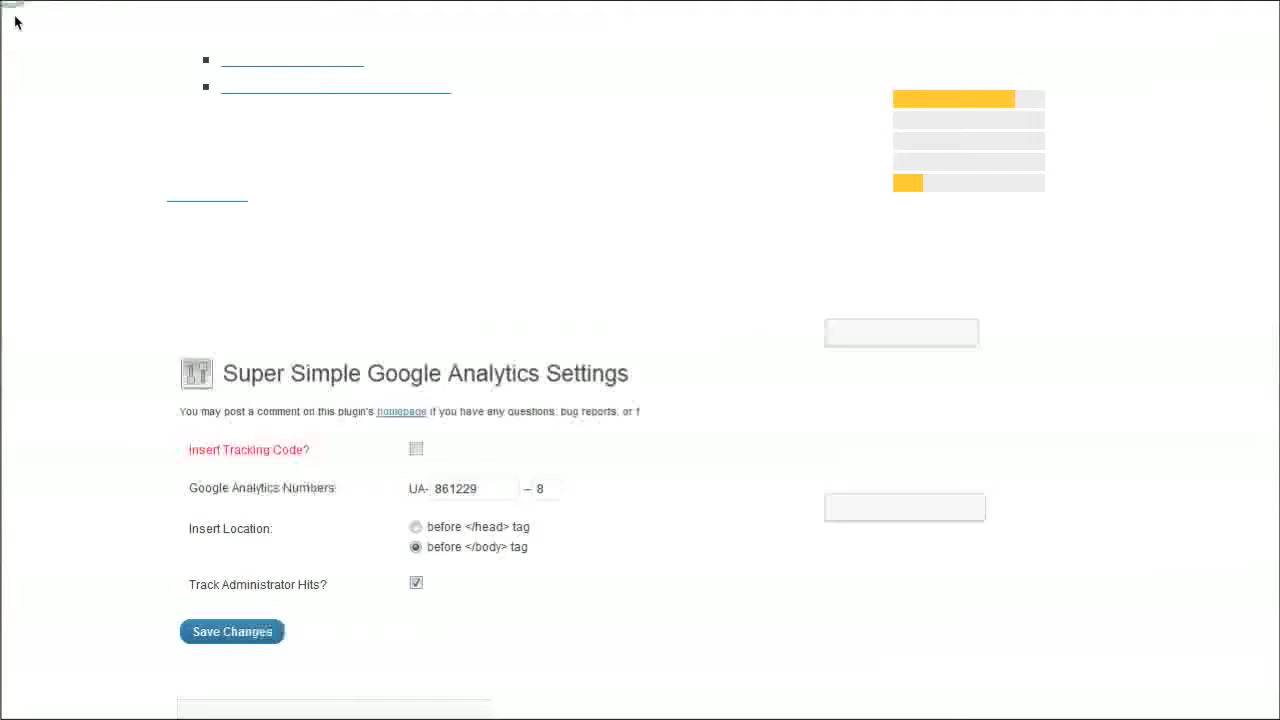 Super Simple Google Analytics Settings
You may post a comment on this plugin's homepage if you have any questions, bug reports, or f
Insert Tracking Code?
Google Analytics Numbers:
UA- 861229 – 8
Insert Location:
before </head> tag
before </body> tag
Track Administrator Hits?
Save Changes